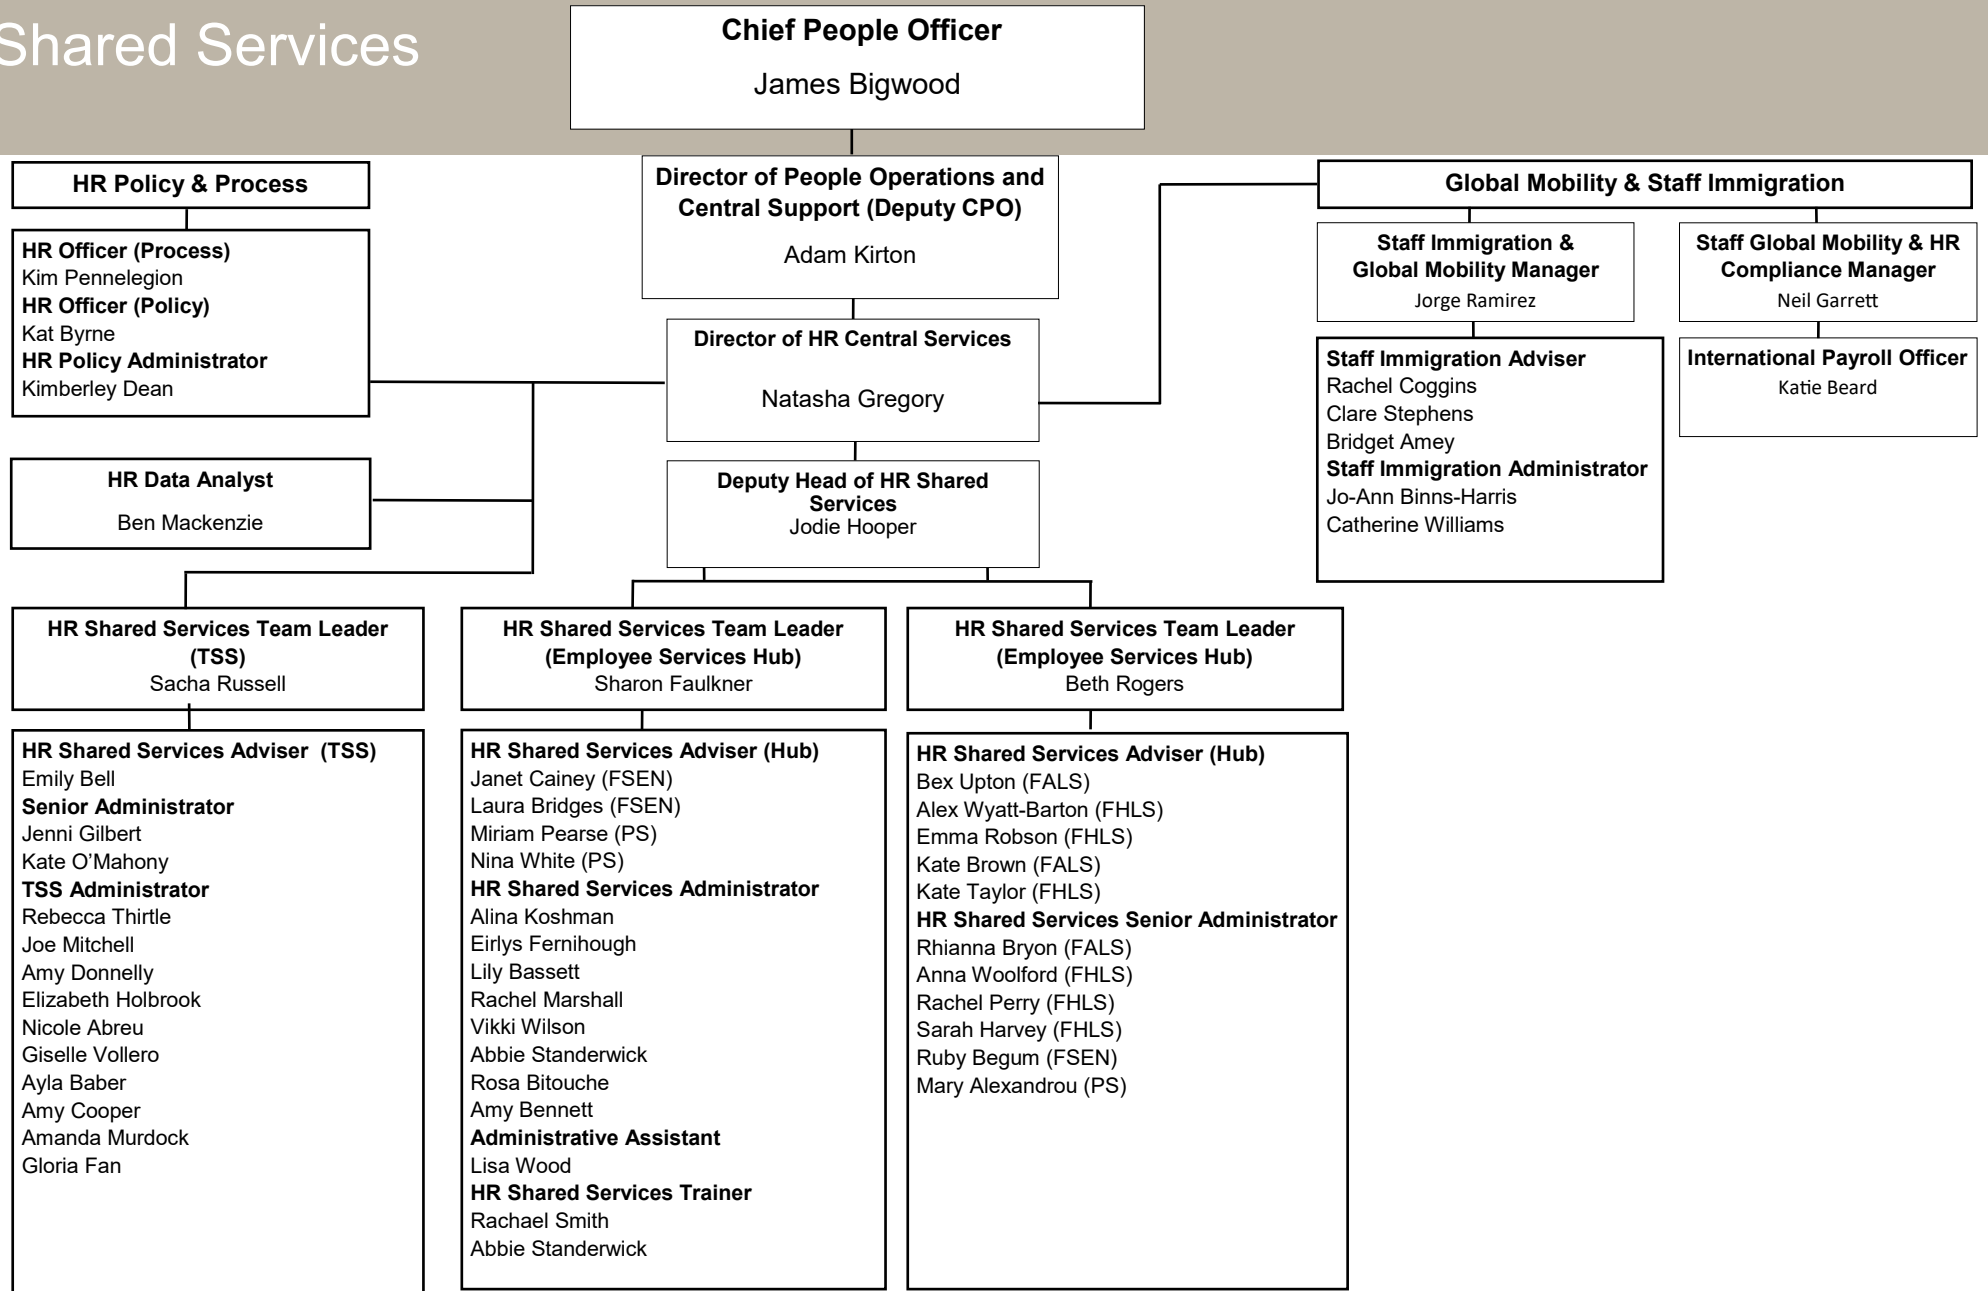 Shared Services
Chief People Officer
James Bigwood
HR Policy & Process
HR Officer (Process)
Kim Pennelegion
HR Officer (Policy)
Kat Byrne
HR Policy Administrator
Kimberley Dean
Director of People Operations and
Central Support (Deputy CPO)
Adam Kirton
Global Mobility & Staff Immigration
Staff Immigration &
Global Mobility Manager
Jorge Ramirez
Staff Global Mobility & HR
Compliance Manager
Neil Garrett
Director of HR Central Services
Natasha Gregory
Staff Immigration Adviser
Rachel Coggins
Clare Stephens
Bridget Amey
Staff Immigration Administrator
Jo-Ann Binns-Harris
Catherine Williams
International Payroll Officer
Katie Beard
HR Data Analyst
Ben Mackenzie
Deputy Head of HR Shared
Services
Jodie Hooper
HR Shared Services Team Leader
(TSS)
Sacha Russell
HR Shared Services Team Leader
(Employee Services Hub)
Sharon Faulkner
HR Shared Services Team Leader
(Employee Services Hub)
Beth Rogers
HR Shared Services Adviser (TSS)
Emily Bell
Senior Administrator
Jenni Gilbert
Kate O’Mahony
TSS Administrator
Rebecca Thirtle
Joe Mitchell
Amy Donnelly
Elizabeth Holbrook
Nicole Abreu
Giselle Vollero
Ayla Baber
Amy Cooper
Amanda Murdock
Gloria Fan
HR Shared Services Adviser (Hub)
Janet Cainey (FSEN)
Laura Bridges (FSEN)
Miriam Pearse (PS)
Nina White (PS)
HR Shared Services Administrator
Alina Koshman
Eirlys Fernihough
Lily Bassett
Rachel Marshall
Vikki Wilson
Abbie Standerwick
Rosa Bitouche
Amy Bennett
Administrative Assistant
Lisa Wood
HR Shared Services Trainer
Rachael Smith
Abbie Standerwick
HR Shared Services Adviser (Hub)
Bex Upton (FALS)
Alex Wyatt-Barton (FHLS)
Emma Robson (FHLS)
Kate Brown (FALS)
Kate Taylor (FHLS)
HR Shared Services Senior Administrator
Rhianna Bryon (FALS)
Anna Woolford (FHLS)
Rachel Perry (FHLS)
Sarah Harvey (FHLS)
Ruby Begum (FSEN)
Mary Alexandrou (PS)